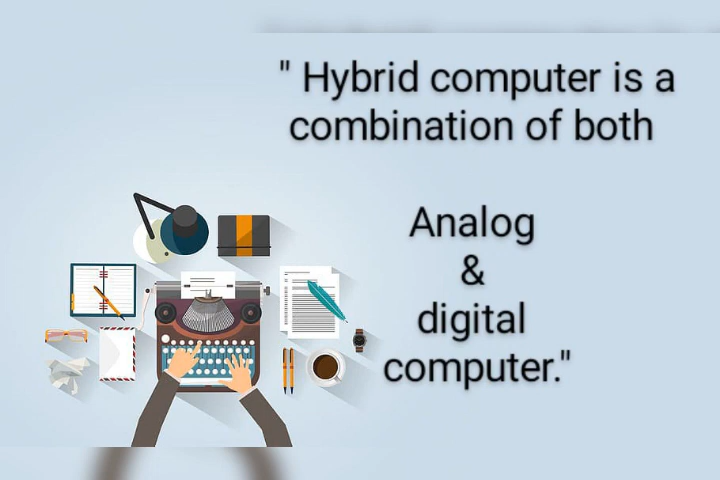 " Hybrid computer is a
combination of both
Analog
&
digital
computer."